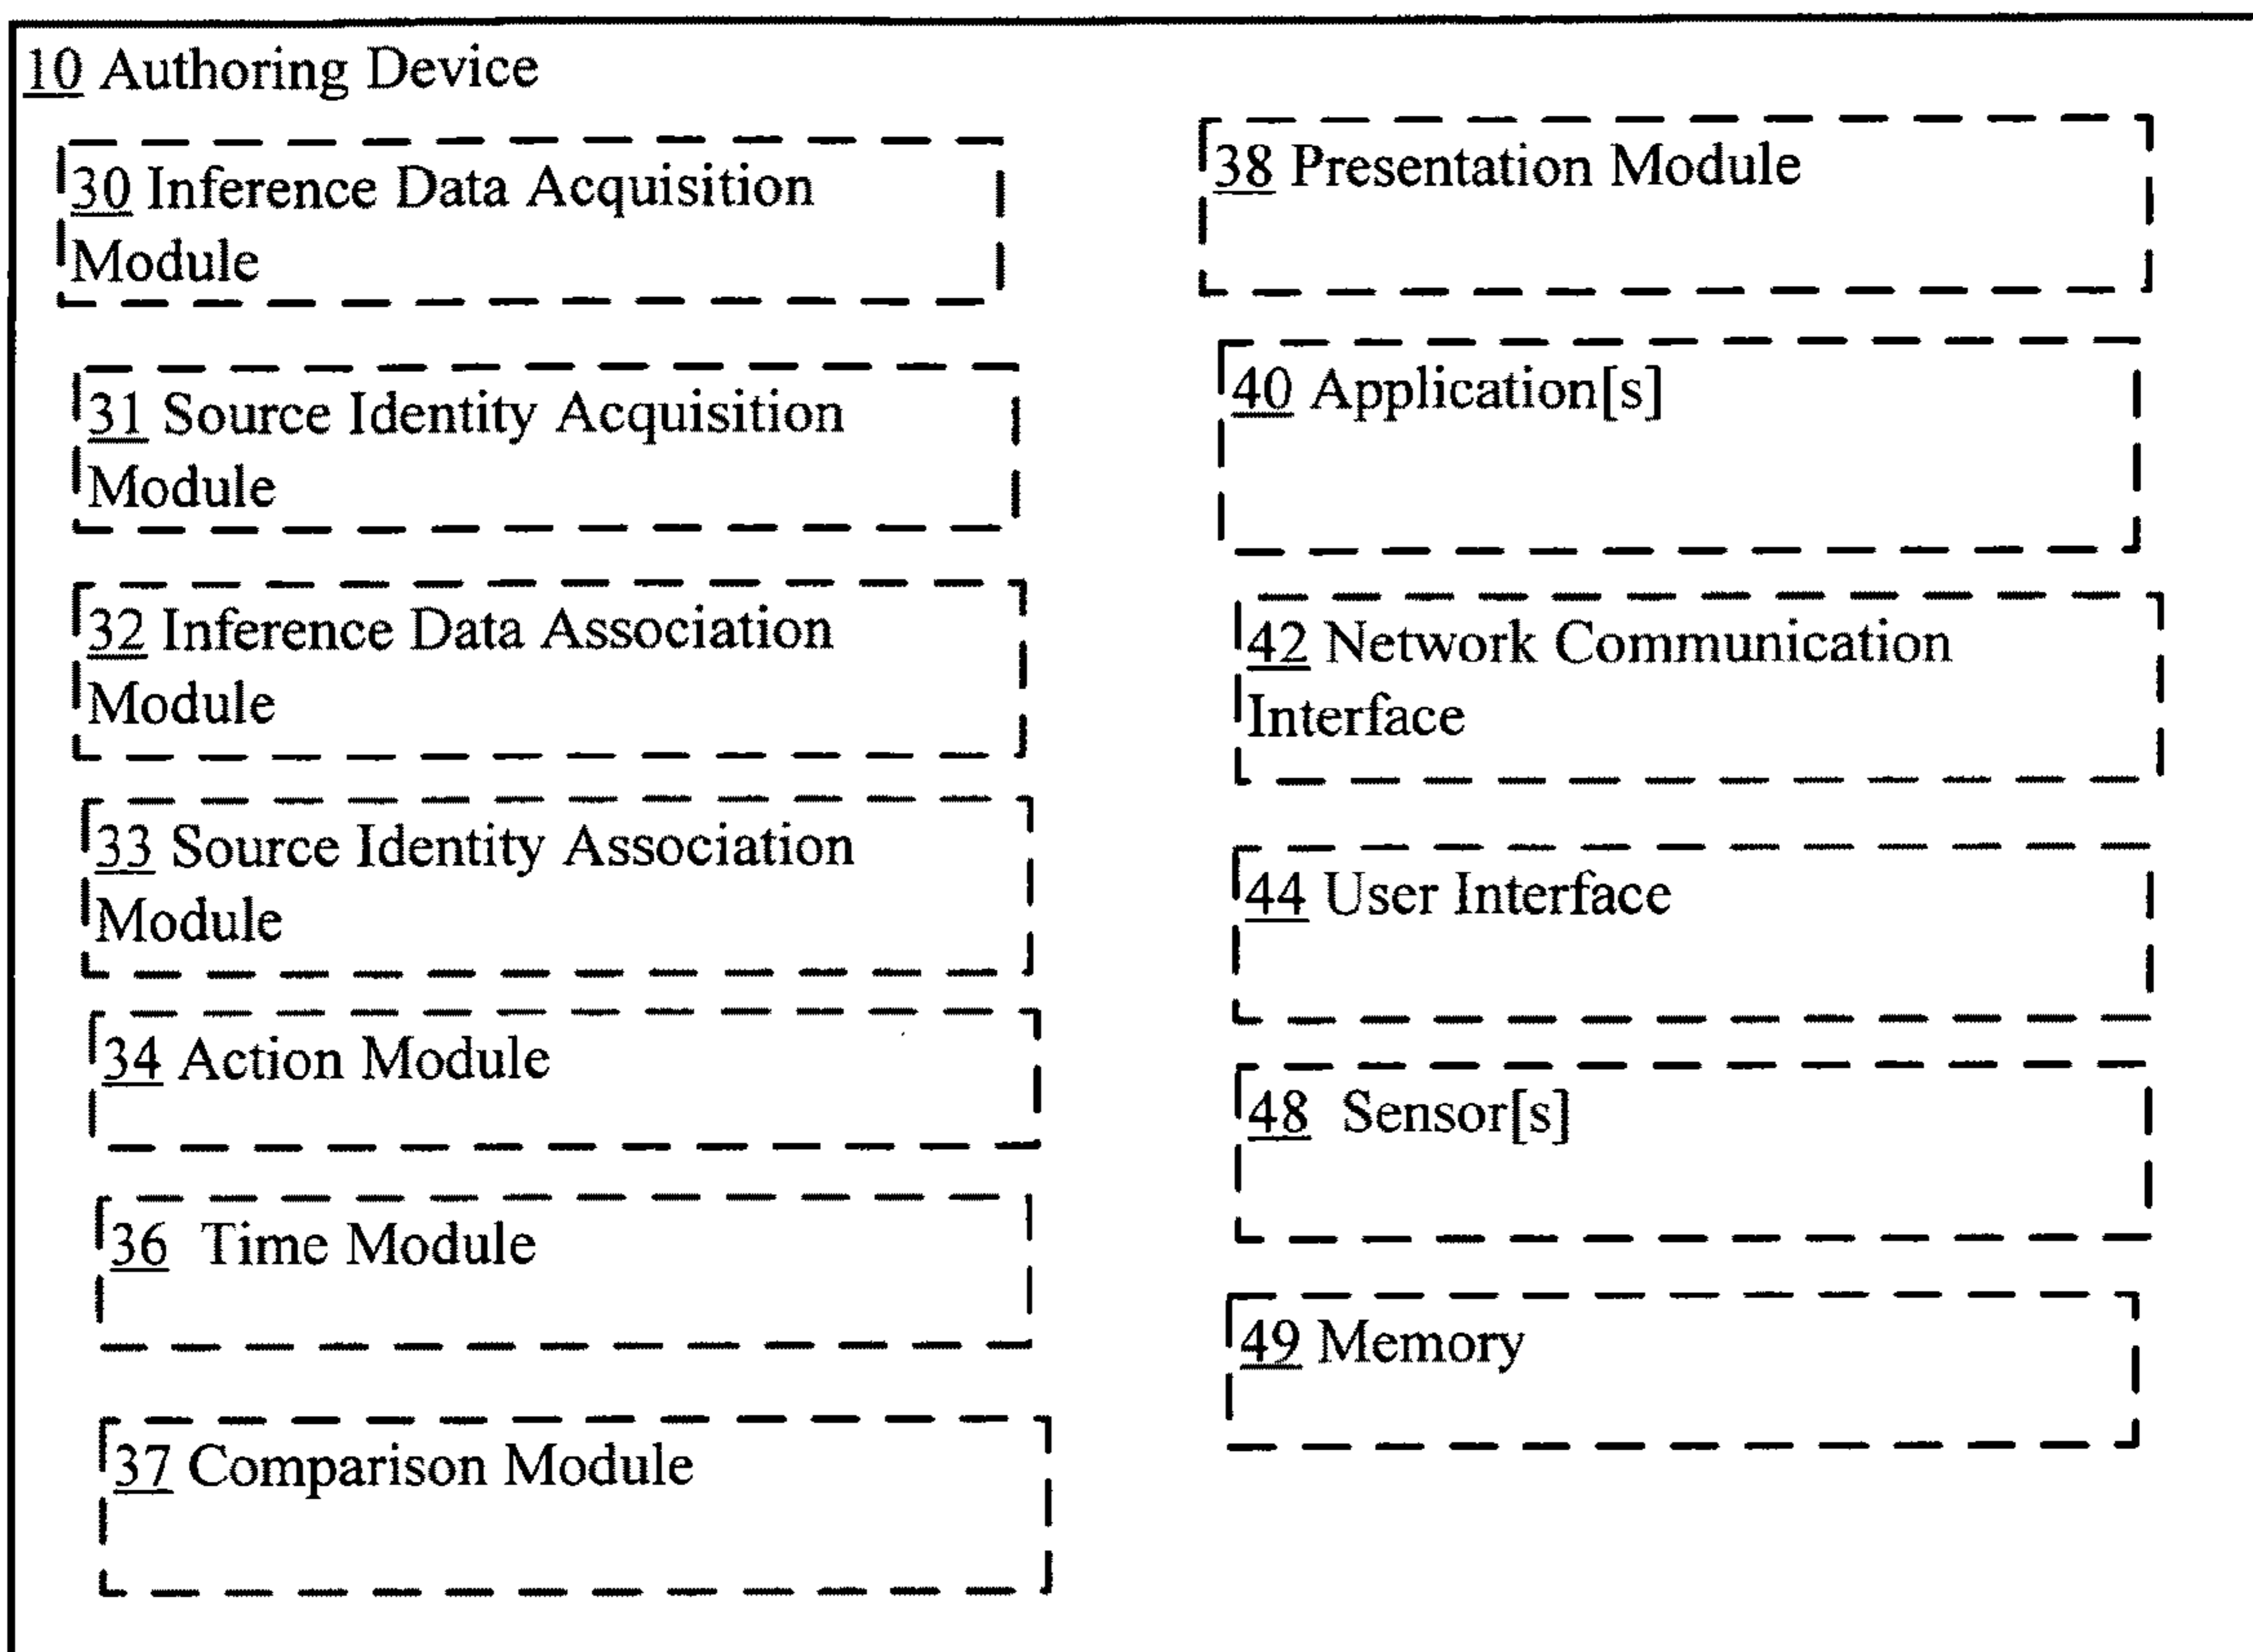 10 Authoring Device
30 Inference Data Acquisition
Module
31 Source Identity Acquisition
Module
32 Inference Data Association
Module
33 Source Identity Association
Module
34 Action Module
36 Time Module
37 Comparison Module
38 Presentation Module
40 Application[s]
42 Network Communication
Interface
44 User Interface
48 Sensor[s]
49 Memory